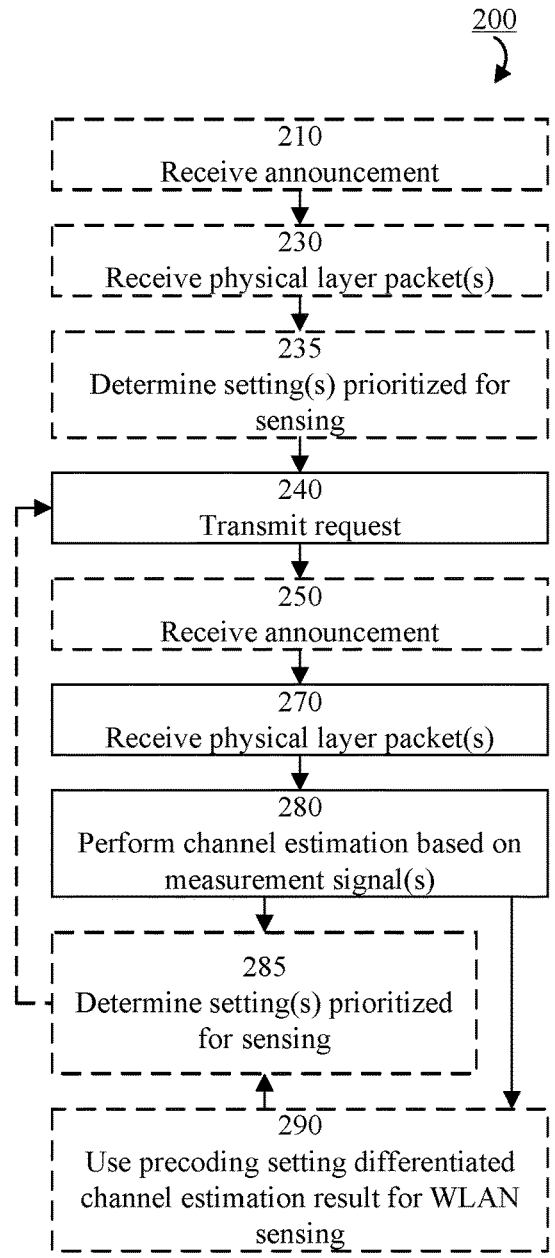 200
210
Receive announcement
230
Receive physical layer packet(s)
235
Determine setting(s) prioritized for
sensing
240
Transmit request
250
Receive announcement
270
Receive physical layer packet(s)
280
Perform channel estimation based on
measurement signal(s)
285
Determine setting(s) prioritized
for sensing
290
Use precoding setting differentiated
channel estimation result for WLAN
sensing